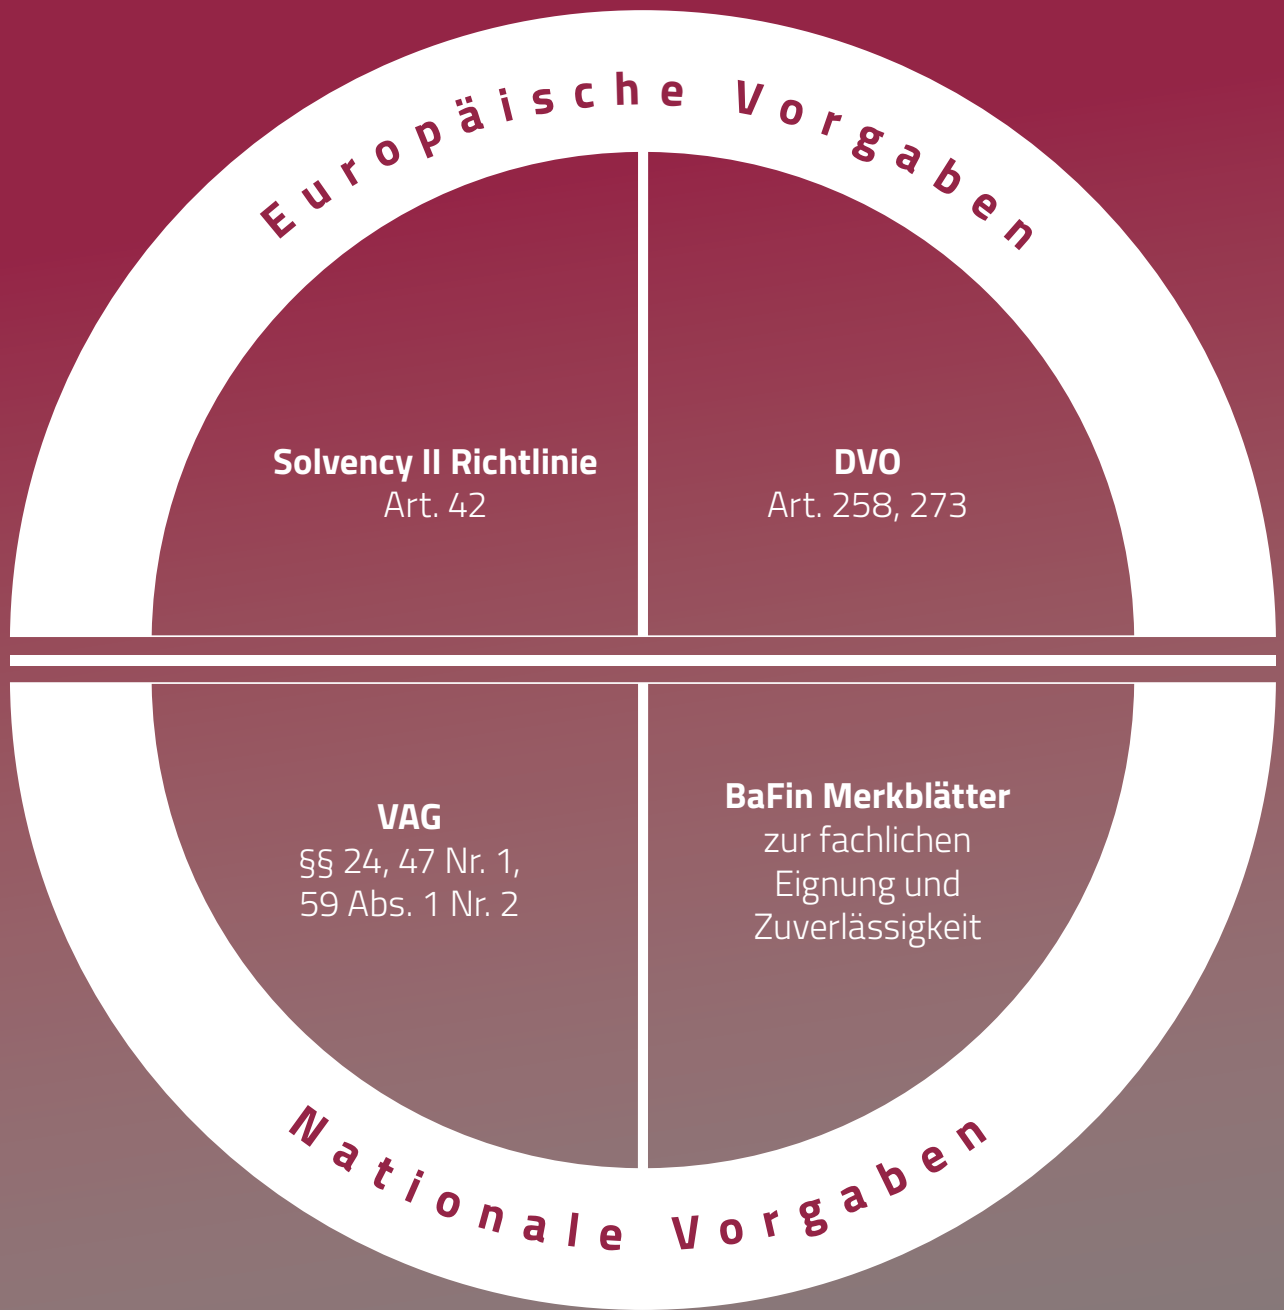 Europäische Vorgaben
Solvency II Richtlinie
Art. 42
DVO
Art. 258, 273
VAG
§§ 24, 47 Nr. 1,
59 Abs. 1 Nr. 2
BaFin Merkblätter
zur fachlichen
Eignung und
Zuverlässigkeit
Nationale Vorgaben